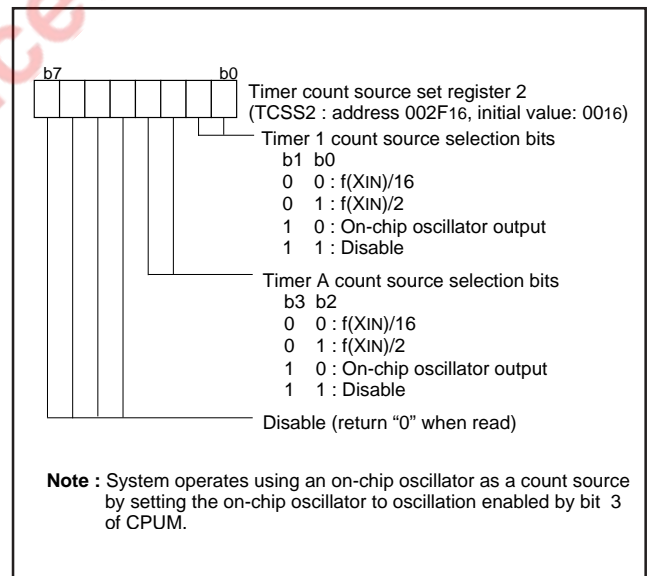 b7 b0
Timer count source set register 2
(TCSS2 : address 002F16, initial value: 0016)
Timer 1 count source selection bits
b1 b0
0 0 : f(XIN)/16
0 1 : f(XIN)/2
1 0 : On-chip oscillator output
1 1 : Disable
Timer A count source selection bits
b3 b2
0 0 : f(XIN)/16
0 1 : f(XIN)/2
1 0 : On-chip oscillator output
1 1 : Disable
Disable (return “0” when read)
Note : System operates using an on-chip oscillator as a count source
by setting the on-chip oscillator to oscillation enabled by bit 3
of CPUM.